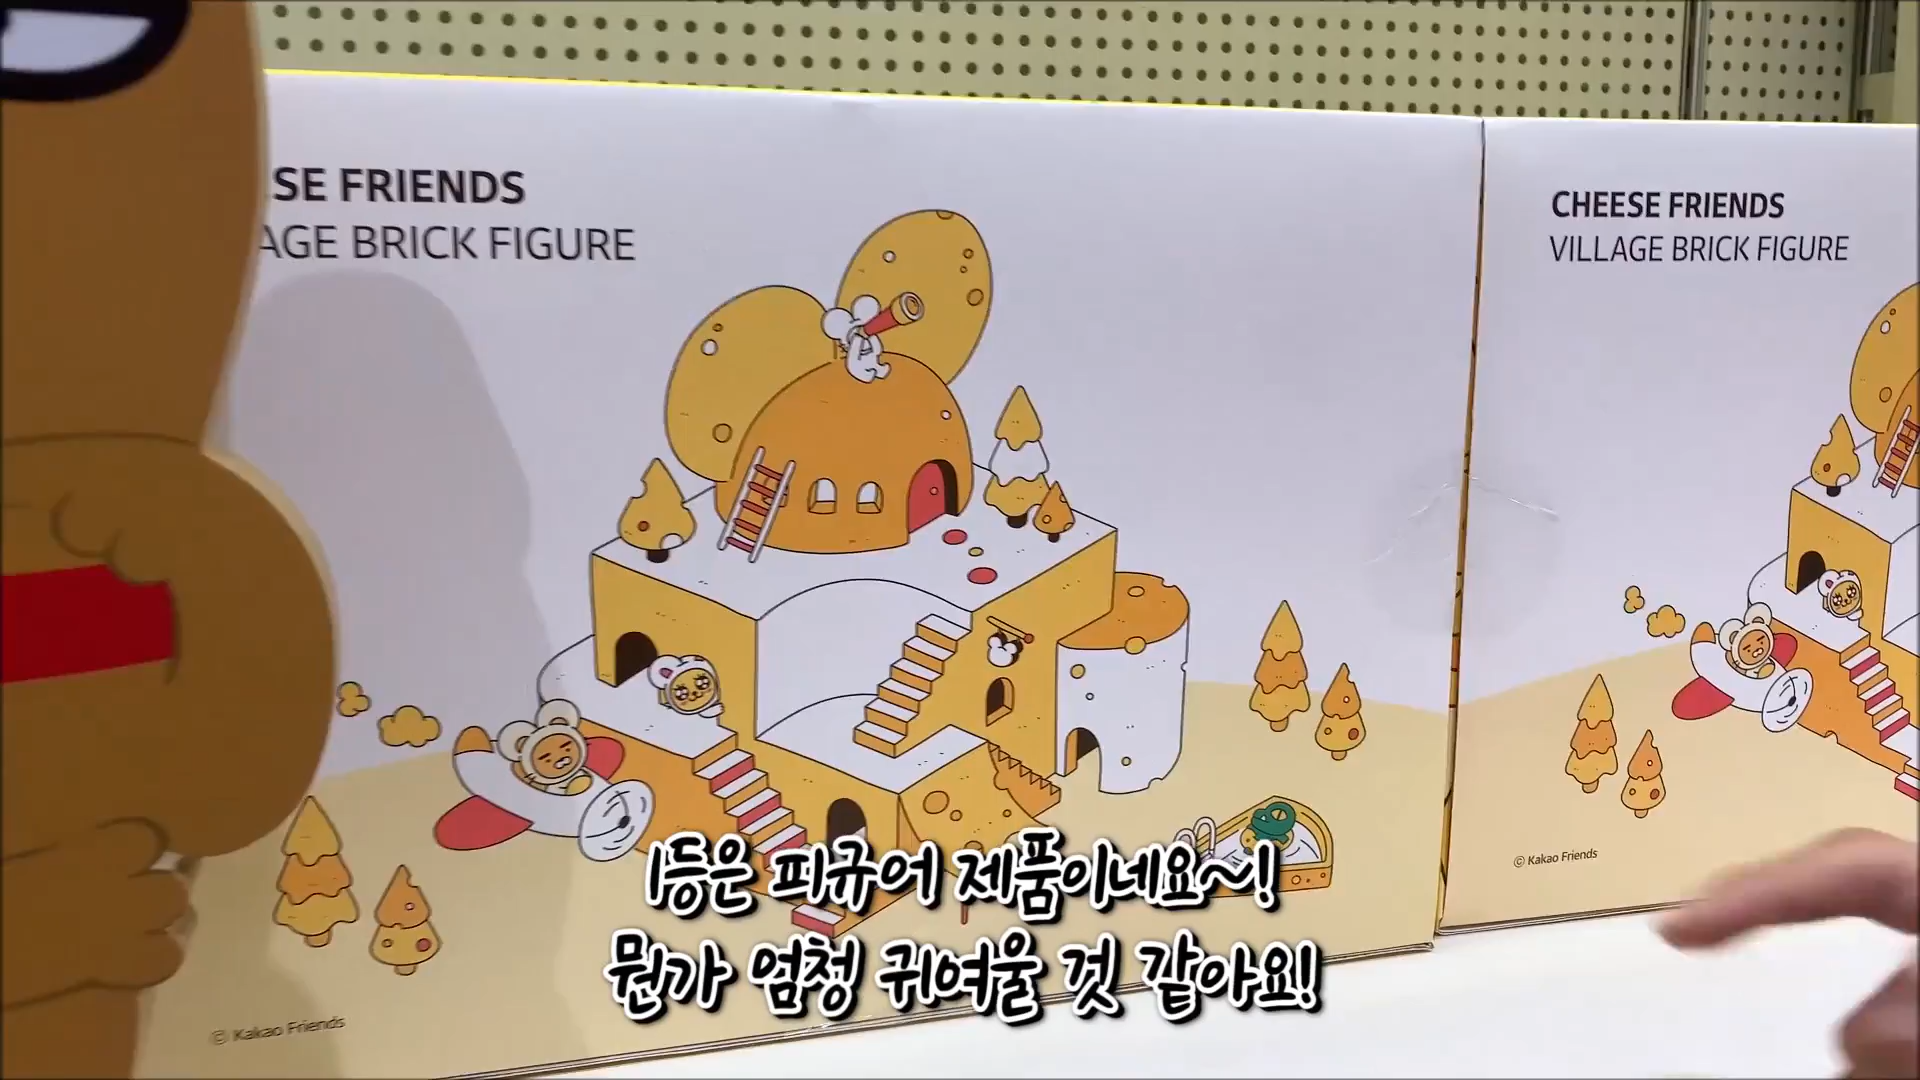 SE FRIENDS
AGE BRICK FIGURE
CHEESE FRIENDS
VILLAGE BRICK FIGURE
© Kakao Friends
© Kakao Friends
1등은 피규어 제품이네요~!
뭔가 엄청 귀여울 것 같아요!